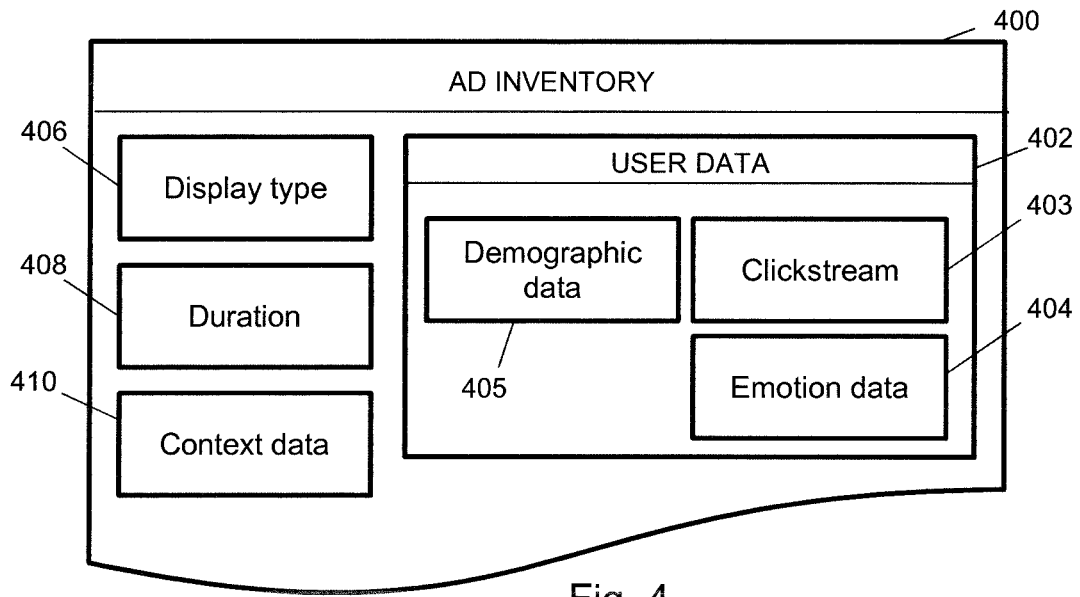 400
AD INVENTORY
406
Display type
402
USER DATA
403
Demographic
data
Clickstream
408
Duration
404
405
Emotion data
410
Context data
Fig. 4